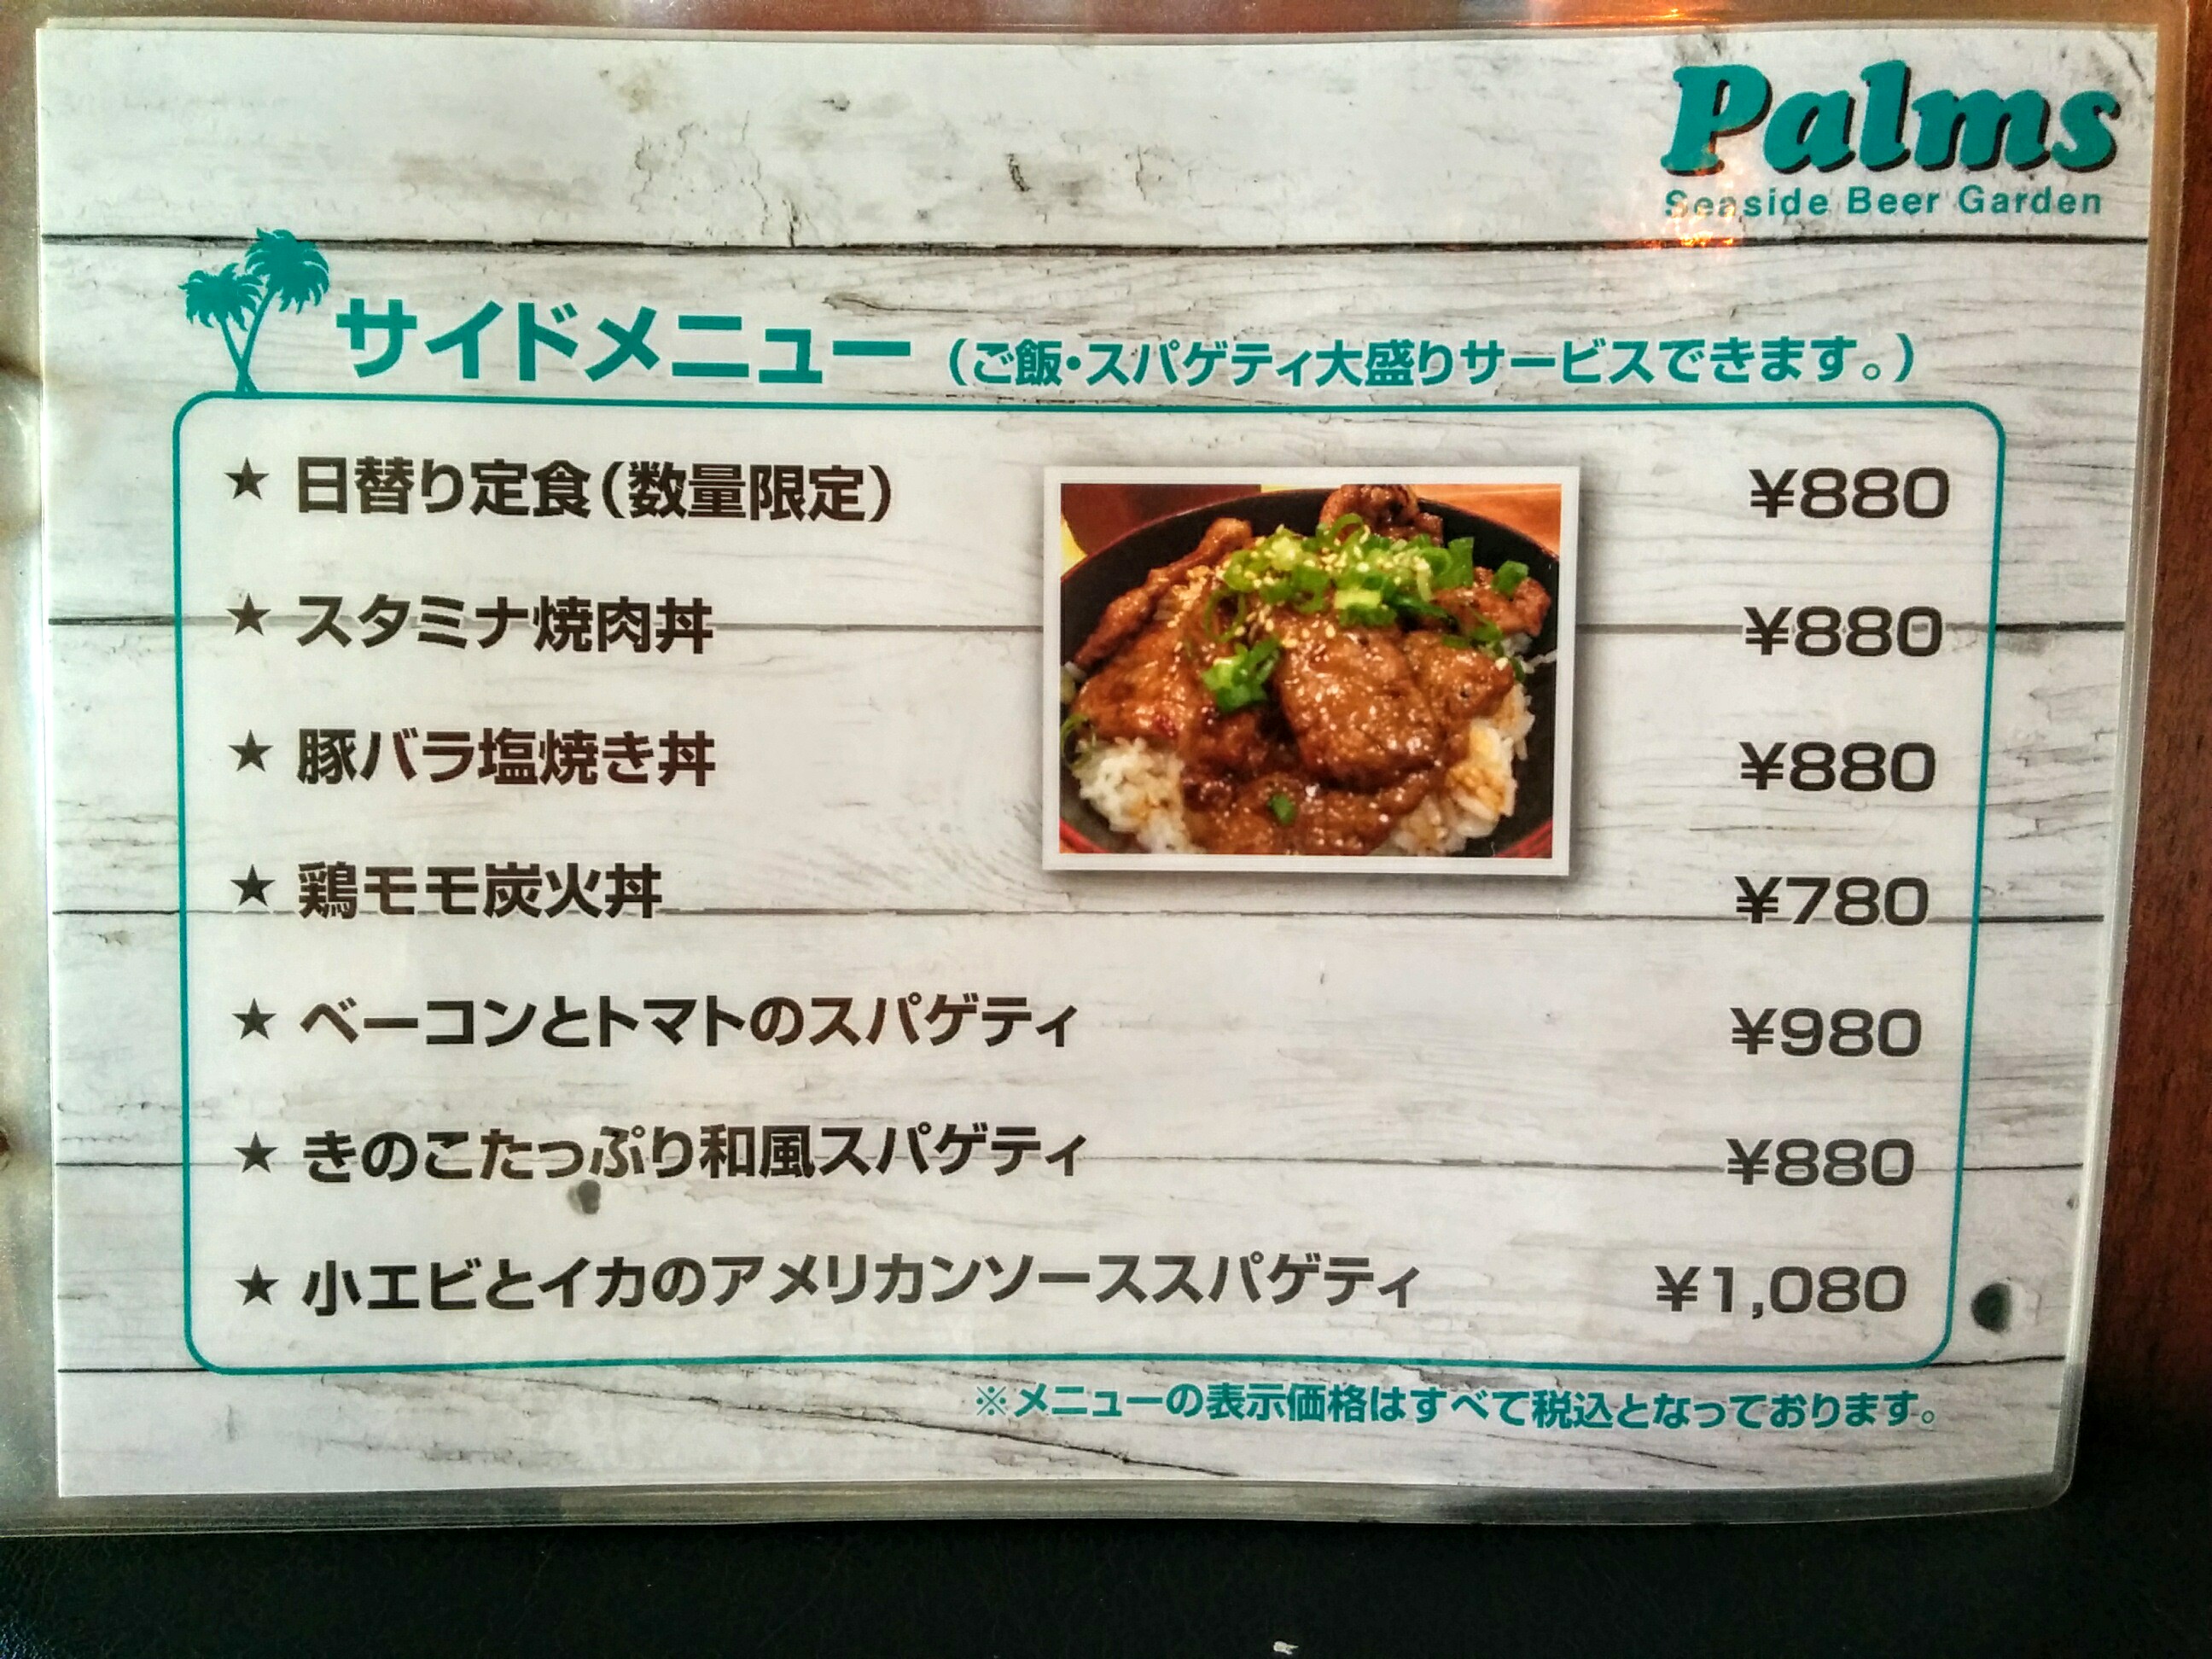 Palms
Seaside Beer Garden
サイドメニュー（ご飯・スパゲティ大盛りサービスできます。）
★ 日替り定食（数量限定） ¥880
★ スタミナ焼肉丼 ¥880
★ 豚バラ塩焼き丼 ¥880
★ 鶏モモ炭火丼 ¥780
★ ベーコンとトマトのスパゲティ ¥980
★ きのこたっぷり和風スパゲティ ¥880
★ 小エビとイカのアメリカンソーススパゲティ ¥1,080
※メニューの表示価格はすべて税込となっております。